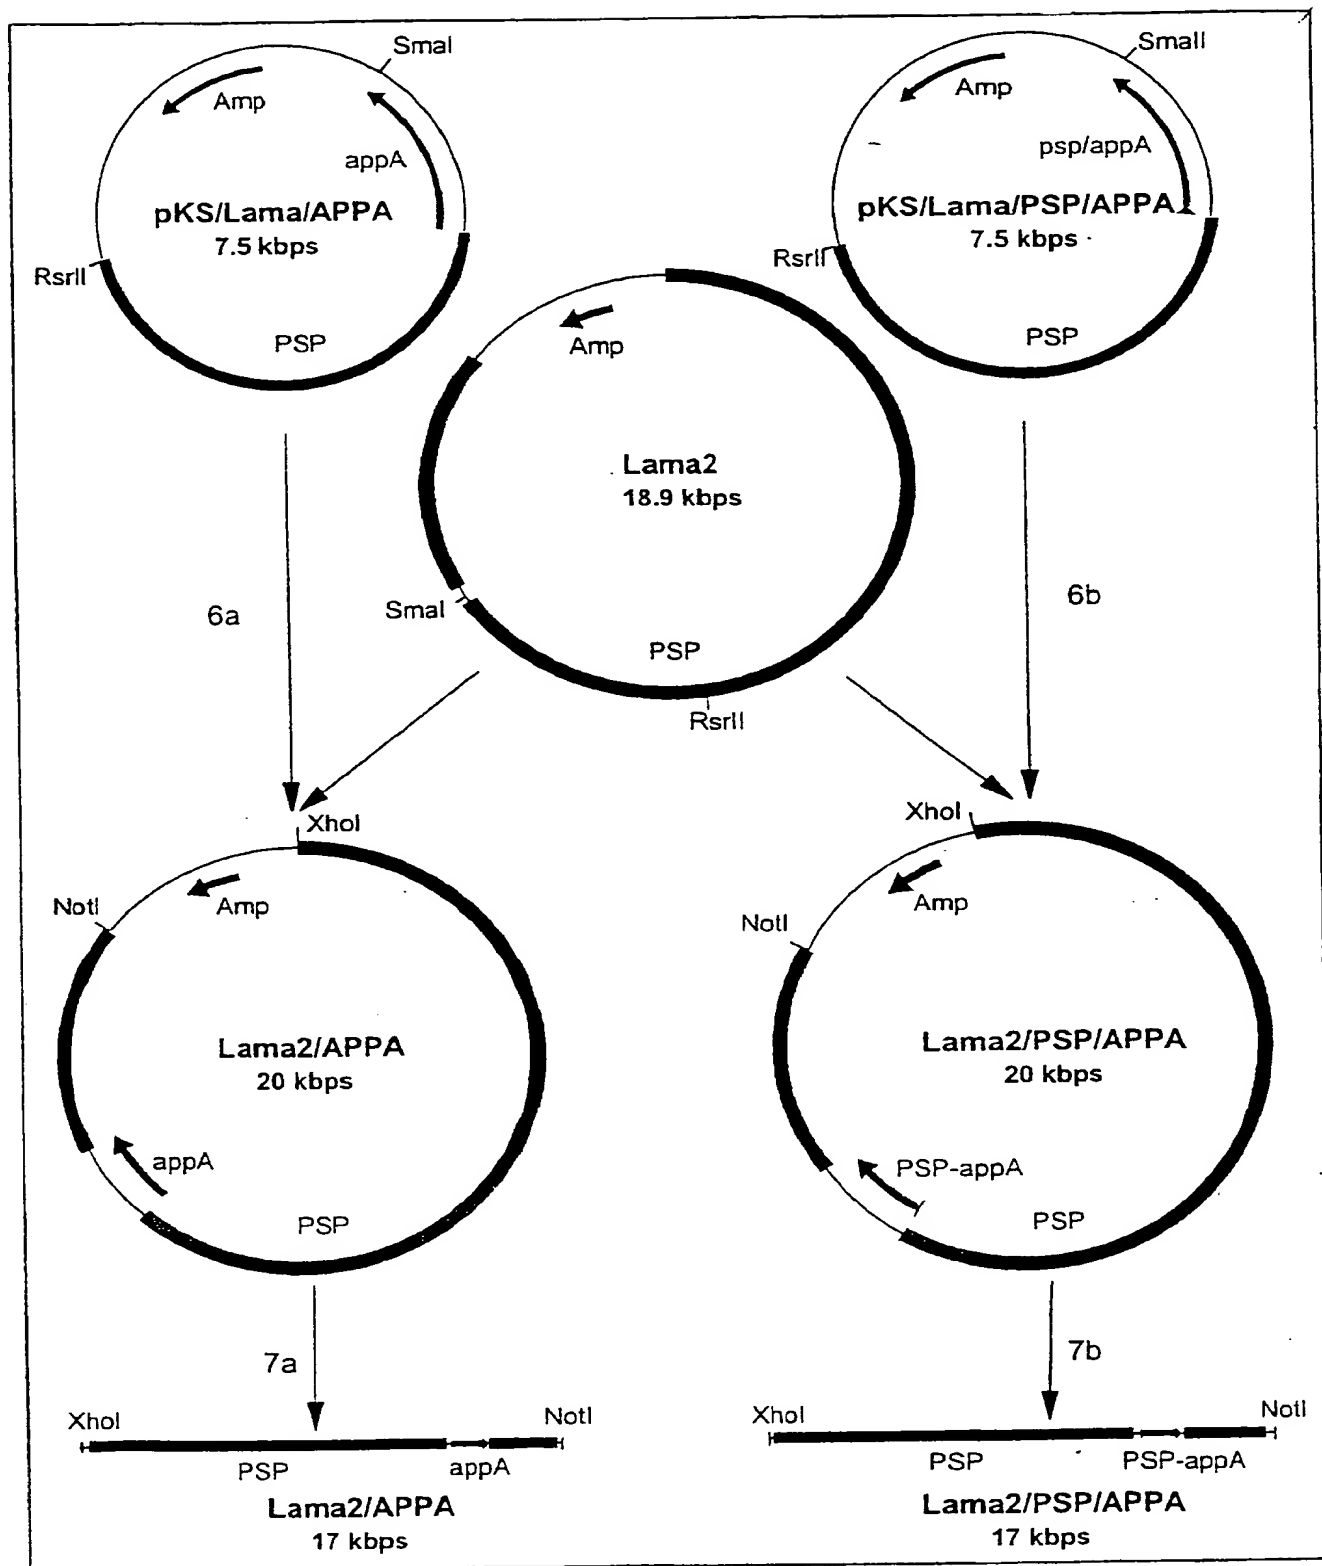 SmaI
Amp
appA
pKS/Lama/APPA
7.5 kbps
RsrII
PSP
SmaII
Amp
psp/appA
pKS/Lama/PSP/APPA
7.5 kbps
RsrII
PSP
Amp
Lama2
18.9 kbps
SmaI
PSP
RsrII
6a
6b
XhoI
NotI
Amp
Lama2/APPA
20 kbps
appA
PSP
XhoI
NotI
Amp
Lama2/PSP/APPA
20 kbps
PSP-appA
PSP
7a
7b
XhoI
NotI
PSP
appA
Lama2/APPA
17 kbps
XhoI
NotI
PSP
PSP-appA
Lama2/PSP/APPA
17 kbps